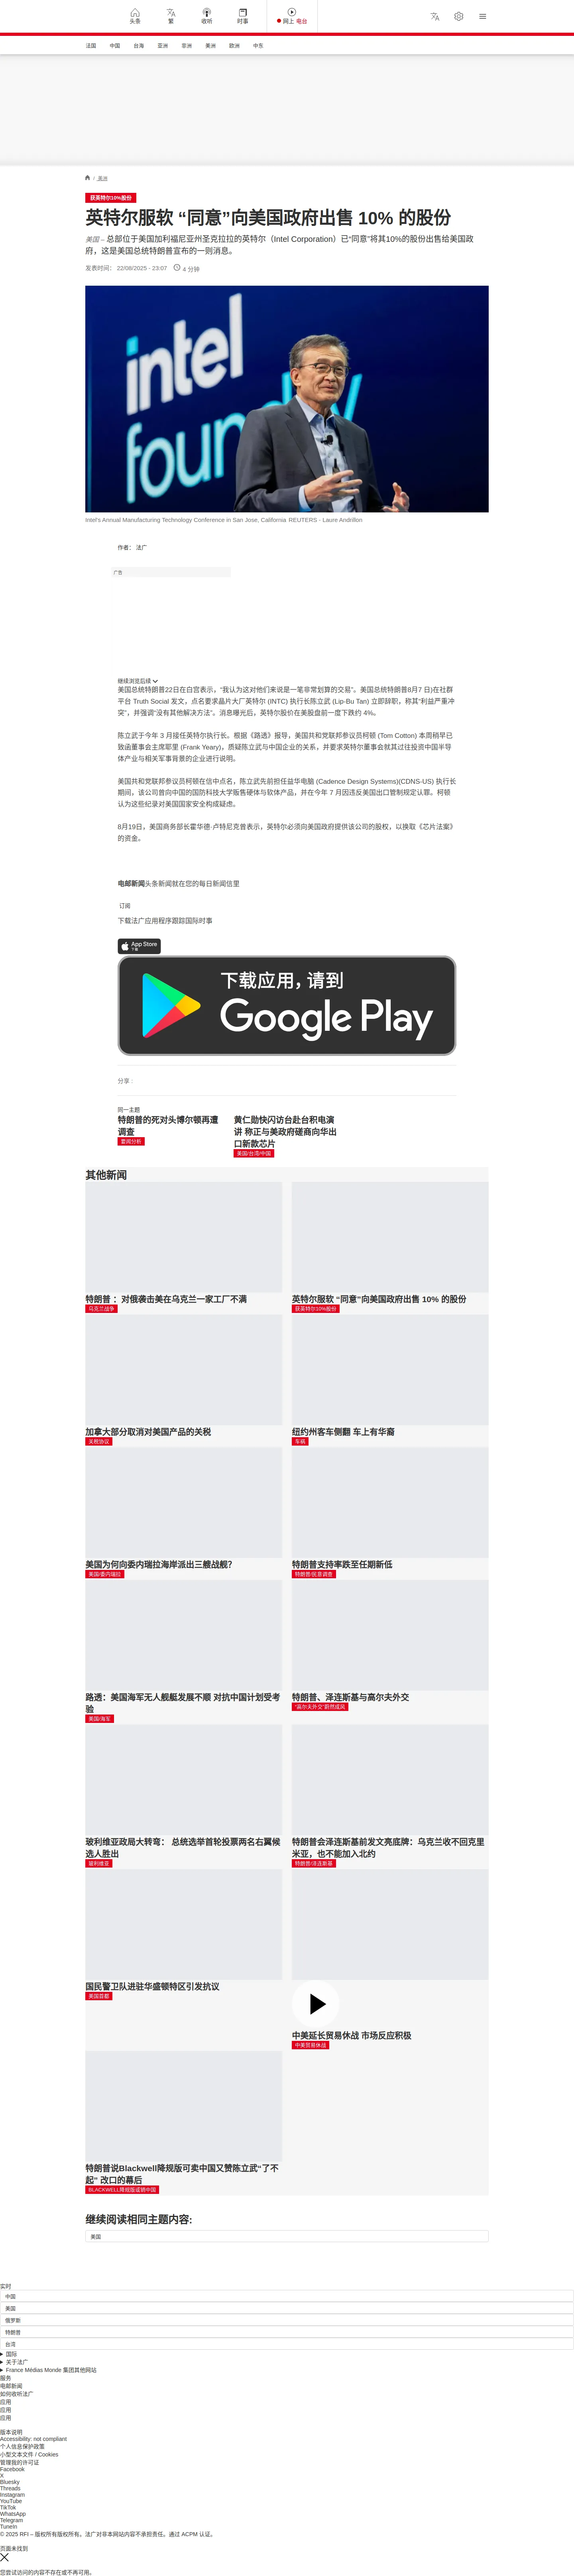 头条
繁
收听
时事
网上 电台
法国
中国
台海
亚洲
非洲
美洲
欧洲
中东
/ 美洲
获英特尔10%股份
英特尔服软 “同意”向美国政府出售 10% 的股份
美国 – 总部位于美国加利福尼亚州圣克拉拉的英特尔（Intel Corporation）已“同意”将其10%的股份出售给美国政
府，这是美国总统特朗普宣布的一则消息。
发表时间： 22/08/2025 - 23:07
4 分钟
intel
foundry
Intel's Annual Manufacturing Technology Conference in San Jose, California REUTERS - Laure Andrillon
作者： 法广
广告
继续浏览后续
美国总统特朗普22日在白宫表示，“我认为这对他们来说是一笔非常划算的交易”。美国总统特朗普8月7 日)在社群
平台 Truth Social 发文，点名要求晶片大厂英特尔 (INTC) 执行长陈立武 (Lip-Bu Tan) 立即辞职，称其“利益严重冲
突”，并强调“没有其他解决方法”。消息曝光后，英特尔股价在美股盘前一度下跌约 4%。
陈立武于今年 3 月接任英特尔执行长。根据《路透》报导，美国共和党联邦参议员柯顿 (Tom Cotton) 本周稍早已
致函董事会主席耶里 (Frank Yeary)，质疑陈立武与中国企业的关系，并要求英特尔董事会就其过往投资中国半导
体产业与相关军事背景的企业进行说明。
美国共和党联邦参议员柯顿在信中点名，陈立武先前担任益华电脑 (Cadence Design Systems)(CDNS-US) 执行长
期间，该公司曾向中国的国防科技大学贩售硬体与软体产品，并在今年 7 月因违反美国出口管制规定认罪。柯顿
认为这些纪录对美国国家安全构成疑虑。
8月19日，美国商务部长霍华德·卢特尼克曾表示，英特尔必须向美国政府提供该公司的股权，以换取《芯片法案》
的资金。
电邮新闻头条新闻就在您的每日新闻信里
订阅
下载法广应用程序跟踪国际时事
App Store
下载
下载应用，请到
Google Play
分享 :
同一主题
特朗普的死对头博尔顿再遭
调查
要闻分析
黄仁勋快闪访台赴台积电演
讲 称正与美政府磋商向华出
口新款芯片
美国/台湾/中国
其他新闻
特朗普 ：对俄袭击美在乌克兰一家工厂不满
乌克兰战争
英特尔服软 “同意”向美国政府出售 10% 的股份
获英特尔10%股份
加拿大部分取消对美国产品的关税
关税协议
纽约州客车侧翻 车上有华裔
车祸
美国为何向委内瑞拉海岸派出三艘战舰？
美国/委内瑞拉
特朗普支持率跌至任期新低
特朗普/民意调查
路透：美国海军无人舰艇发展不顺 对抗中国计划受考
验
美国/海军
特朗普、泽连斯基与高尔夫外交
“高尔夫外交”蔚然成风
玻利维亚政局大转弯： 总统选举首轮投票两名右翼候
选人胜出
玻利维亚
特朗普会泽连斯基前发文亮底牌：乌克兰收不回克里
米亚，也不能加入北约
特朗普/泽连斯基
国民警卫队进驻华盛顿特区引发抗议
美国首都
中美延长贸易休战 市场反应积极
中美贸易休战
特朗普说Blackwell降规版可卖中国又赞陈立武“了不
起” 改口的幕后
BLACKWELL降规版或销中国
继续阅读相同主题内容:
美国
实时
中国
美国
俄罗斯
特朗普
台湾
国际
关于法广
France Médias Monde 集团其他网站
服务
电邮新闻
如何收听法广
应用
应用
应用
版本说明
Accessibility: not compliant
个人信息保护政策
小型文本文件 / Cookies
管理我的许可证
Facebook
X
Bluesky
Threads
Instagram
YouTube
TikTok
WhatsApp
Telegram
TuneIn
© 2025 RFI – 版权所有版权所有。法广对非本网站内容不承担责任。通过 ACPM 认证。
页面未找到
您尝试访问的内容不存在或不再可用。